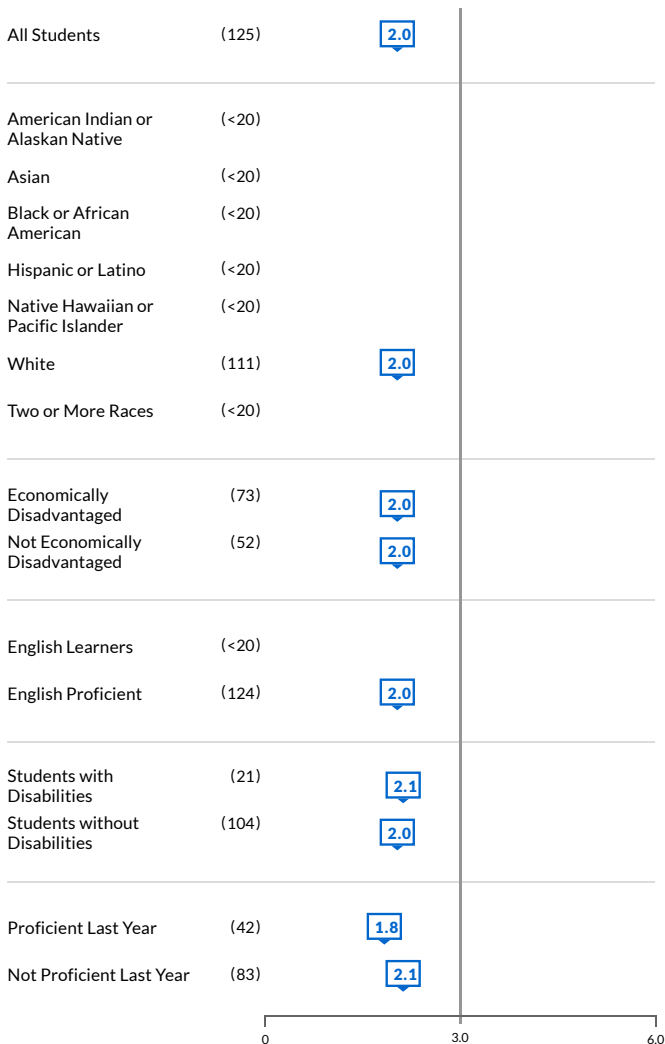 All Students (125) 2.0
American Indian or (<20)
Alaskan Native
Asian (<20)
Black or African (<20)
American
Hispanic or Latino (<20)
Native Hawaiian or (<20)
Pacific Islander
White (111) 2.0
Two or More Races (<20)
Economically (73) 2.0
Disadvantaged
Not Economically (52) 2.0
Disadvantaged
English Learners (<20)
English Proficient (124) 2.0
Students with (21) 2.1
Disabilities
Students without (104) 2.0
Disabilities
Proficient Last Year (42) 1.8
Not Proficient Last Year (83) 2.1
0 3.0 6.0